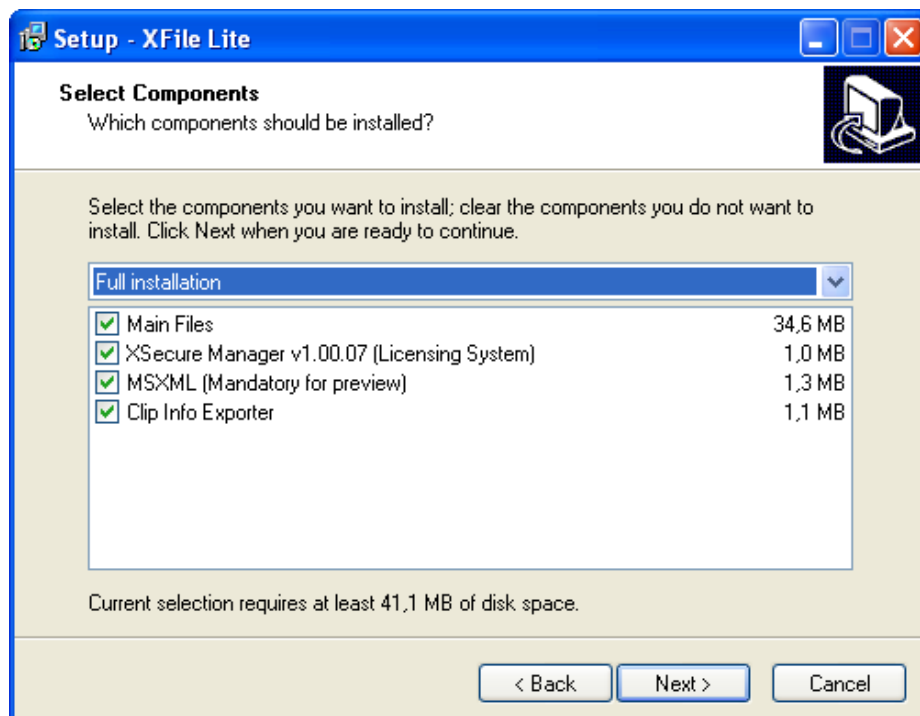 Setup - XFile Lite
Select Components
Which components should be installed?
Select the components you want to install; clear the components you do not want to
install. Click Next when you are ready to continue.
Full installation
Main Files 34,6 MB
XSecure Manager v1.00.07 (Licensing System) 1,0 MB
MSXML (Mandatory for preview) 1,3 MB
Clip Info Exporter 1,1 MB
Current selection requires at least 41,1 MB of disk space.
< Back Next > Cancel